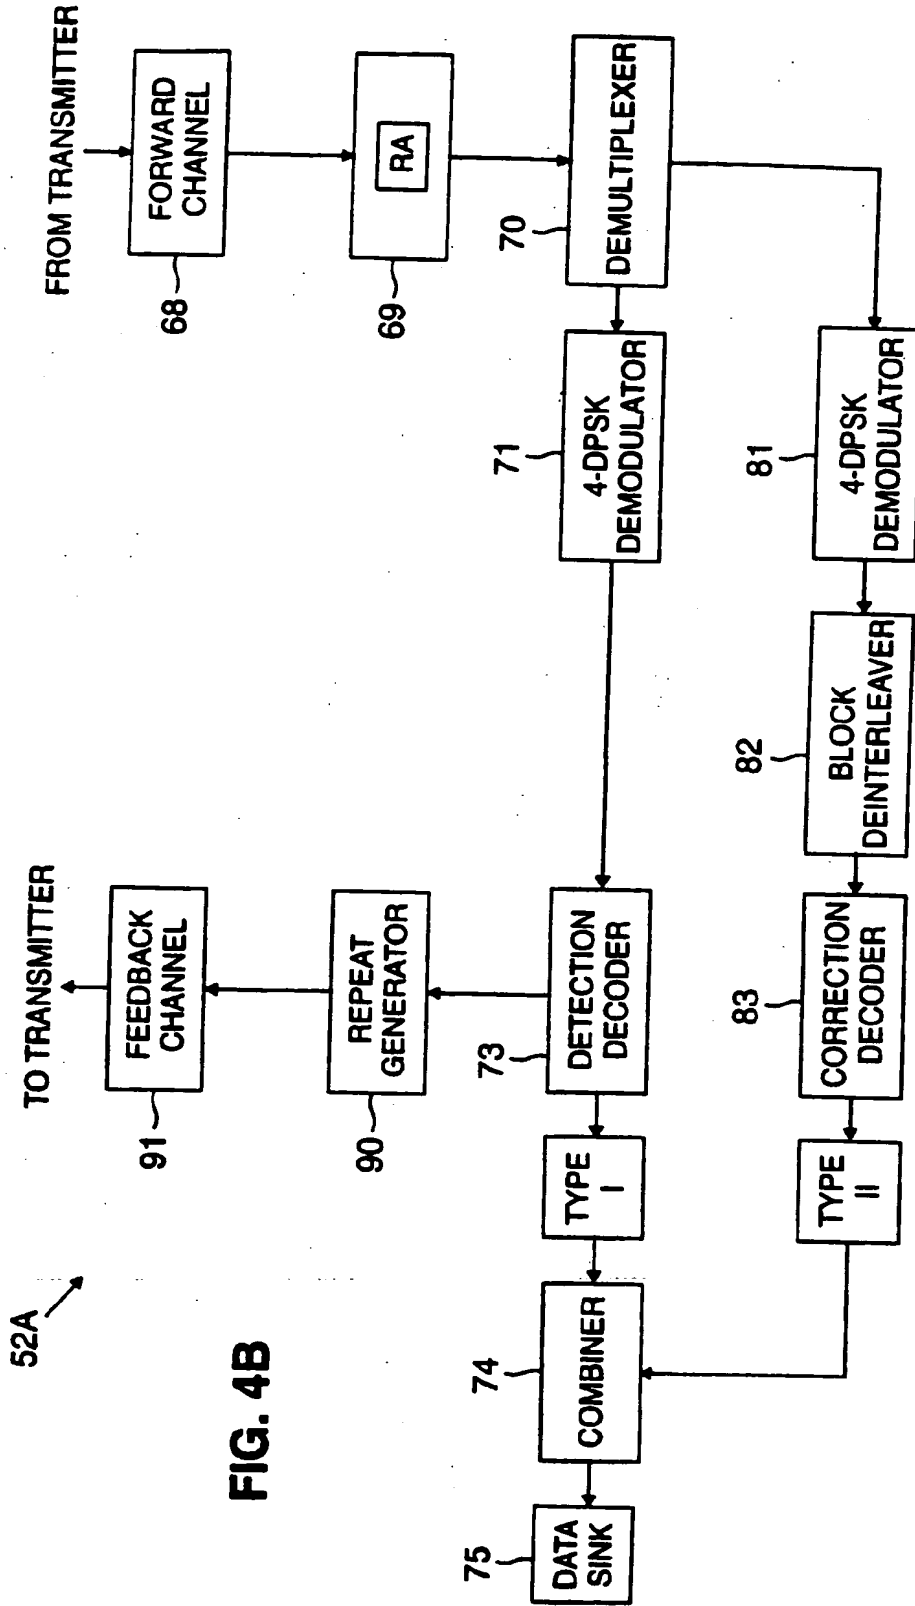 FROM TRANSMITTER
FORWARD
CHANNEL
68
RA
69
DEMULTIPLEXER
70
4-DPSK
DEMODULATOR
71
4-DPSK
DEMODULATOR
81
BLOCK
DEINTERLEAVER
82
CORRECTION
DECODER
83
TYPE
II
DETECTION
DECODER
73
REPEAT
GENERATOR
90
FEEDBACK
CHANNEL
91
TO TRANSMITTER
TYPE
I
COMBINER
74
DATA
SINK
75
52A
FIG. 4B